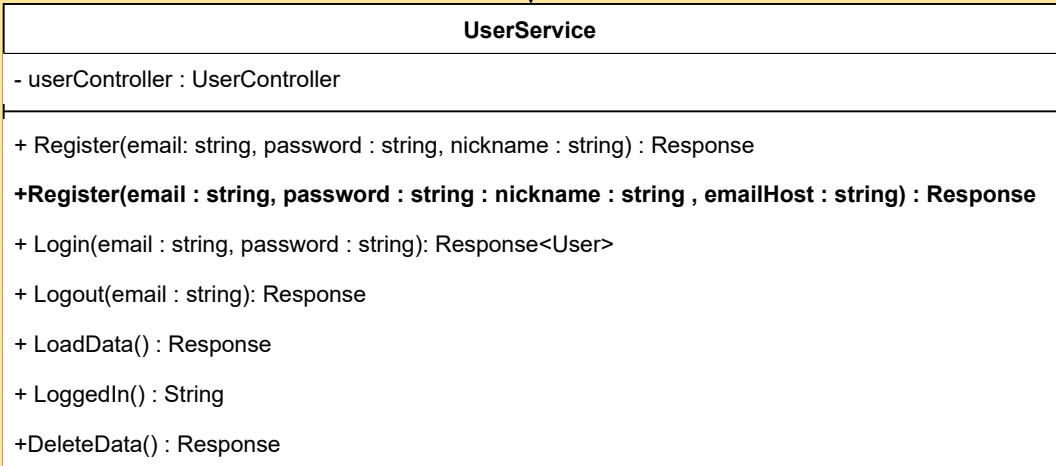 UserService
- userController : UserController
+ Register(email: string, password : string, nickname : string) : Response
+Register(email : string, password : string : nickname : string , emailHost : string) : Response
+ Login(email : string, password : string): Response<User>
+ Logout(email : string): Response
+ LoadData() : Response
+ LoggedIn() : String
+DeleteData() : Response